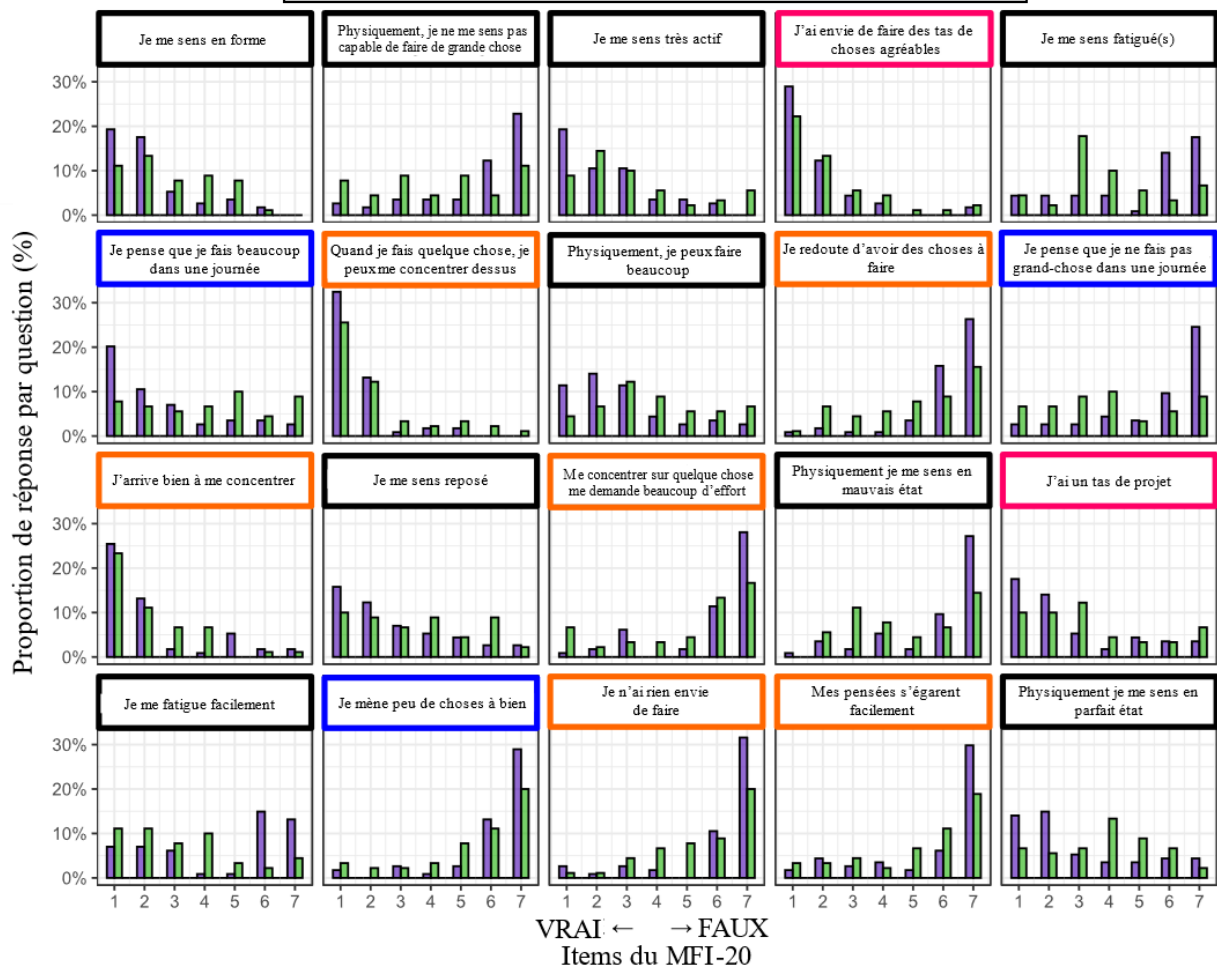 Je me sens en forme
Physiquement, je ne me sens pas
capable de faire de grande chose
Je me sens très actif
J'ai envie de faire des tas de
choses agréables
Je me sens fatigué(s)
30%
20%
10%
0%
Je pense que je fais beaucoup
dans une journée
Quand je fais quelque chose, je
peux me concentrer dessus
Physiquement, je peux faire
beaucoup
Je redoute d'avoir des choses à
faire
Je pense que je ne fais pas
grand-chose dans une journée
30%
20%
10%
0%
J'arrive bien à me concentrer
Je me sens reposé
Me concentrer sur quelque chose
me demande beaucoup d'effort
Physiquement je me sens en
mauvais état
J'ai un tas de projet
30%
20%
10%
0%
Je me fatigue facilement
Je mène peu de choses à bien
Je n'ai rien envie
de faire
Mes pensées s'égarent
facilement
Physiquement je me sens en
parfait état
30%
20%
10%
0%
1 2 3 4 5 6 7
1 2 3 4 5 6 7
1 2 3 4 5 6 7
1 2 3 4 5 6 7
1 2 3 4 5 6 7
Proportion de réponse par question (%)
VRAI ← → FAUX
Items du MFI-20